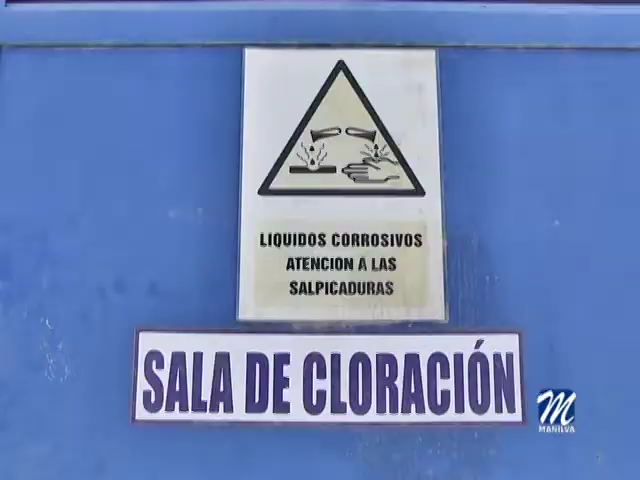 LIQUIDOS CORROSIVOS
ATENCION A LAS
SALPICADURAS
SALA DE CLORACIÓN
M
MANILVA